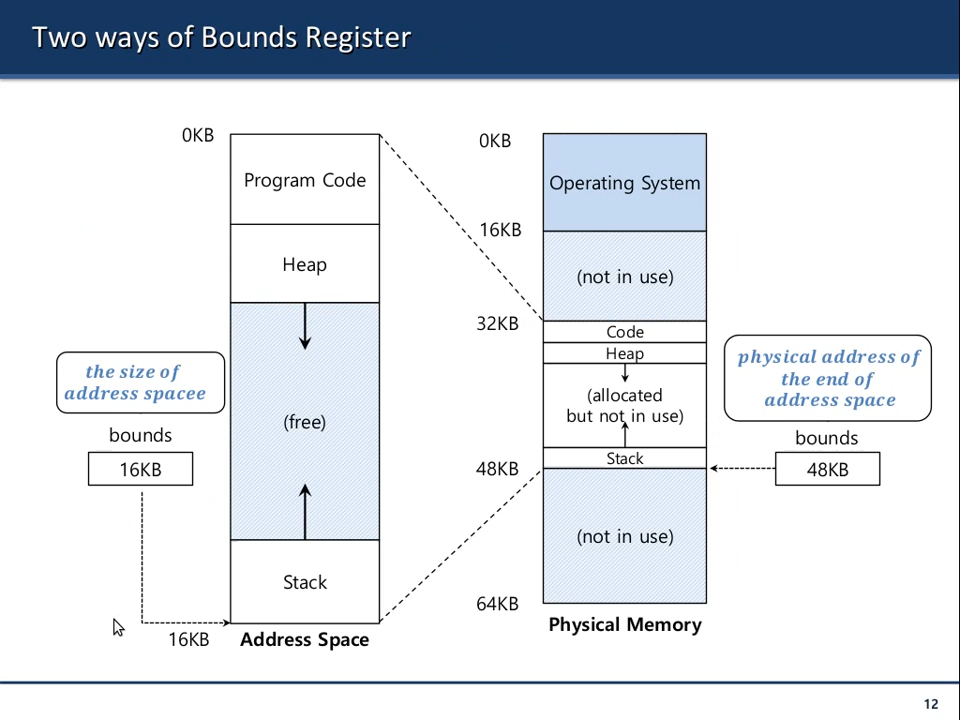 Two ways of Bounds Register
0KB
Program Code
Heap
(free)
Stack
16KB
Address Space
the size of
address spacee
bounds
16KB
0KB
Operating System
16KB
(not in use)
32KB
Code
Heap
(allocated
but not in use)
Stack
48KB
(not in use)
64KB
Physical Memory
physical address of
the end of
address space
bounds
48KB
12